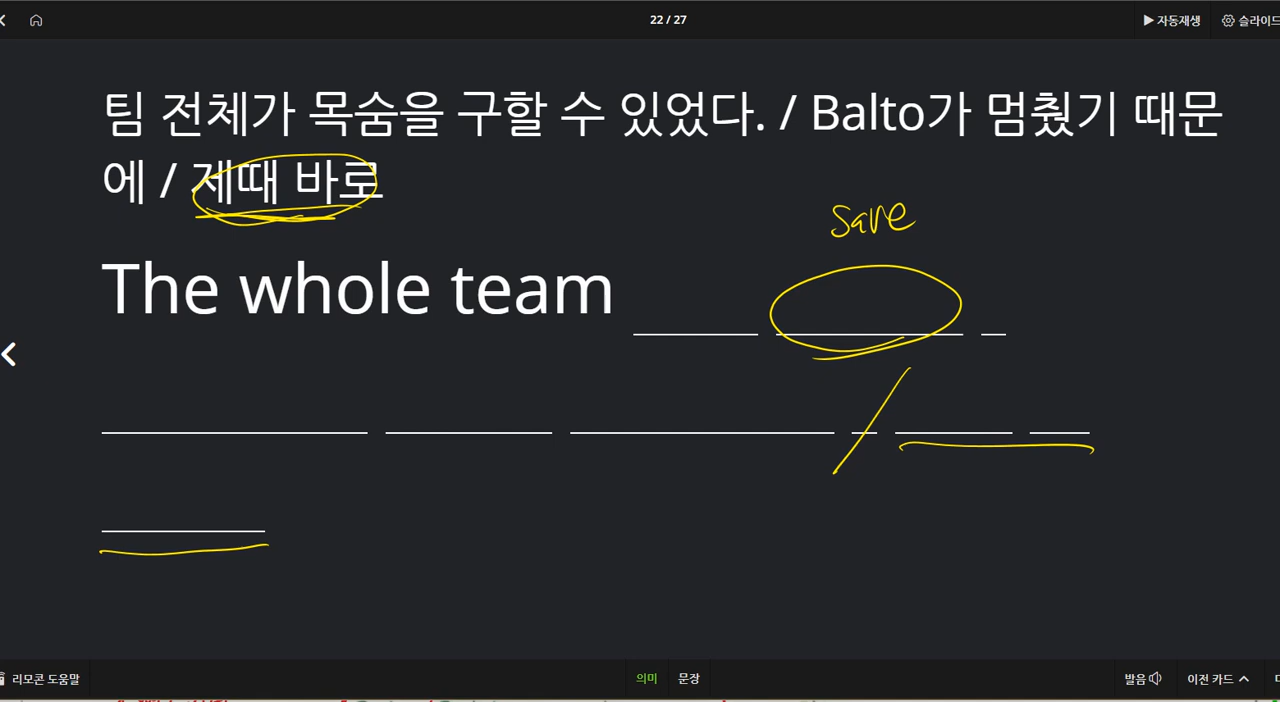 22 / 27
▶ 자동재생
슬라이드
팀 전체가 목숨을 구할 수 있었다. / Balto가 멈췄기 때문
에 / 제때 바로
save
The whole team
리모콘 도움말
의미
문장
발음
이전 카드